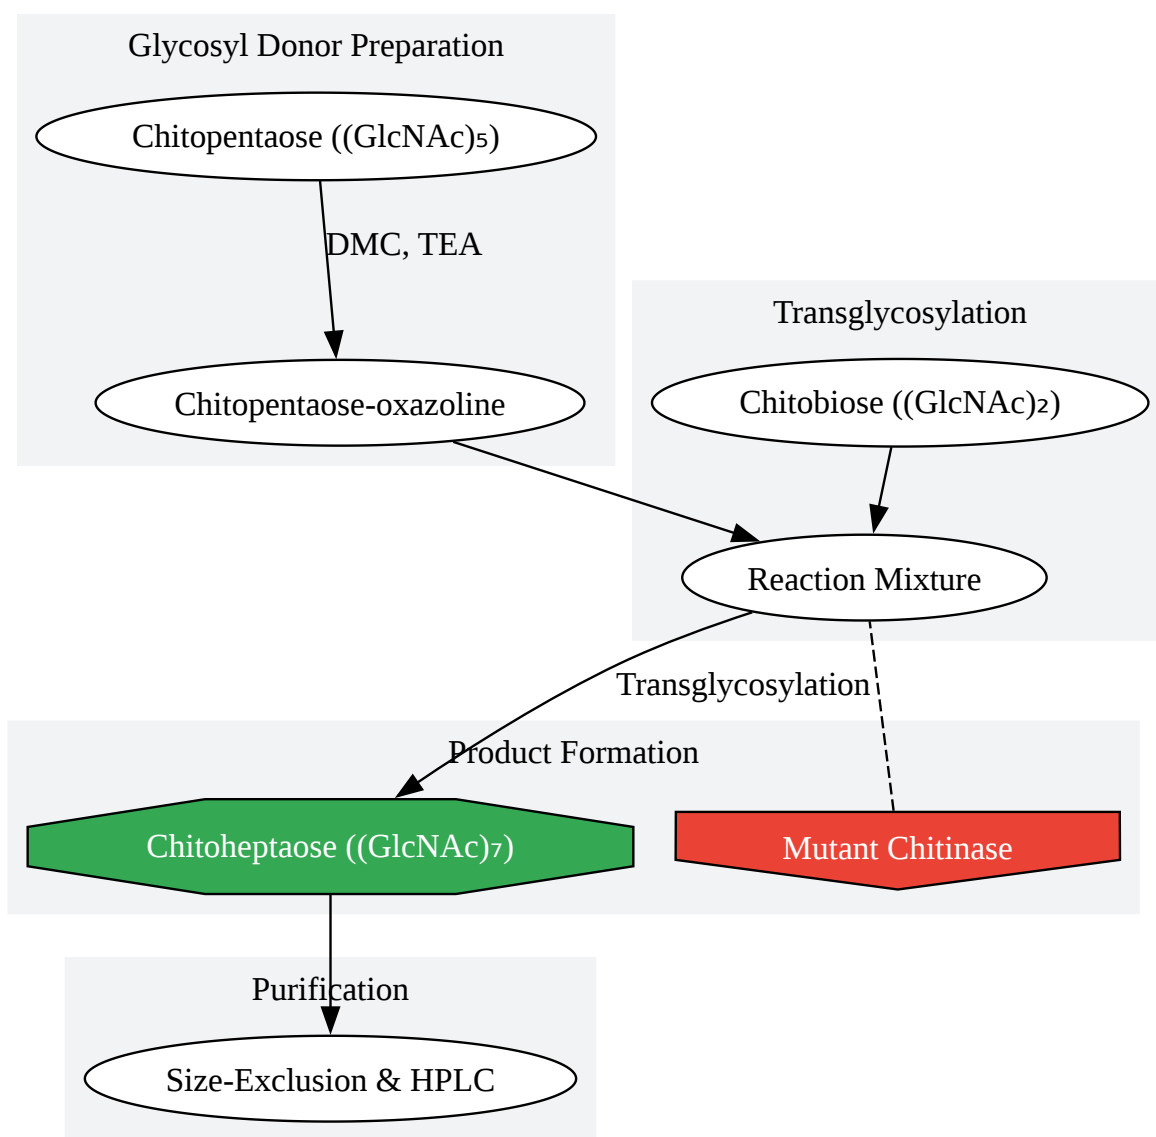 Glycosyl Donor Preparation
Chitopentaose ((GlcNAc)₅)
DMC, TEA
Chitopentaose-oxazoline
Transglycosylation
Chitobiose ((GlcNAc)₂)
Reaction Mixture
Transglycosylation
Product Formation
Chitoheptaose ((GlcNAc)₇)
Mutant Chitinase
Purification
Size-Exclusion & HPLC